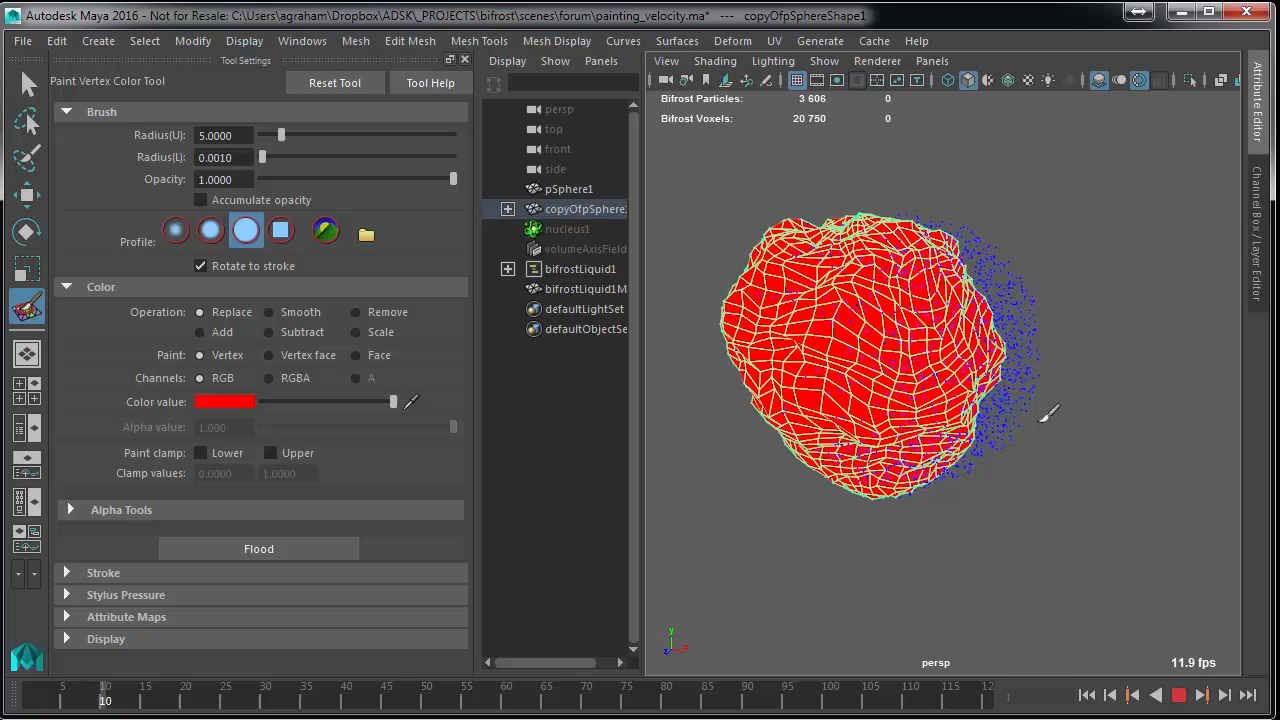 Autodesk Maya 2016 - Not for Resale: C:\Users\agraham\Dropbox\ADSK\_PROJECTS\bifrost\scenes\forum\painting_velocity.ma* --- copyOfpSphereShape1
File Edit Create Select Modify Display Windows Mesh Edit Mesh Mesh Tools Mesh Display Curves Surfaces Deform UV Generate Cache Help
Tool Settings
Paint Vertex Color Tool
Reset Tool
Tool Help
Brush
Radius(U): 5.0000
Radius(L): 0.0010
Opacity: 1.0000
Accumulate opacity
Profile:
Rotate to stroke
Color
Operation: Replace Smooth Remove
Add Subtract Scale
Paint: Vertex Vertex face Face
Channels: RGB RGBA A
Color value:
Alpha value: 1.000
Paint clamp: Lower Upper
Clamp values: 0.0000 1.0000
Alpha Tools
Flood
Stroke
Stylus Pressure
Attribute Maps
Display
Display Show Panels
persp
top
front
side
pSphere1
copyOfpSphere
nucleus1
volumeAxisField
bifrostLiquid1
bifrostLiquid1M
defaultLightSet
defaultObjectSe
View Shading Lighting Show Renderer Panels
Bifrost Particles: 3 606 0
Bifrost Voxels: 20 750 0
y
x
z
persp
11.9 fps
Attribute Editor
Channel Box / Layer Editor
5 10 15 20 25 30 35 40 45 50 55 60 65 70 75 80 85 90 95 100 105 110 115 12
10
1